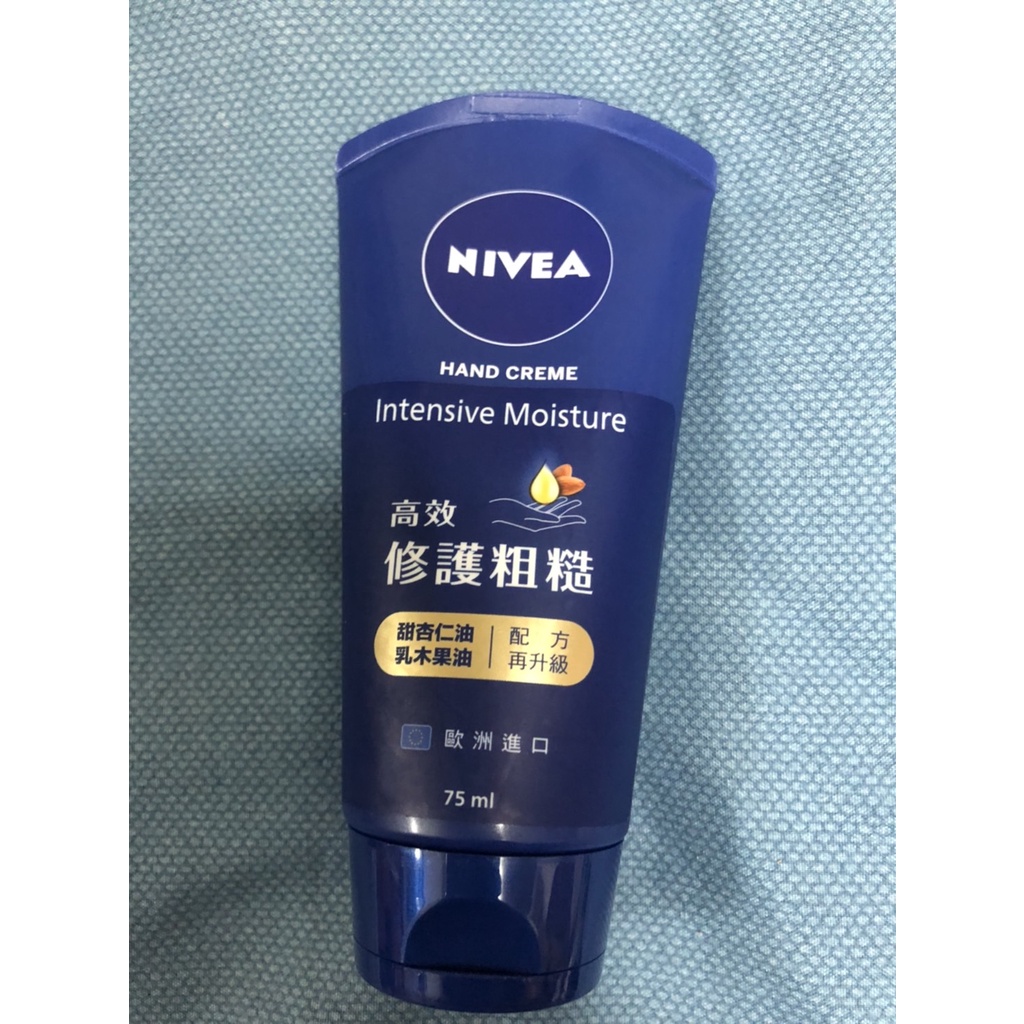 NIVEA
HAND CREME
Intensive Moisture
高效
修護粗糙
甜杏仁油
乳木果油
配 方
再升級
歐洲進口
75 ml